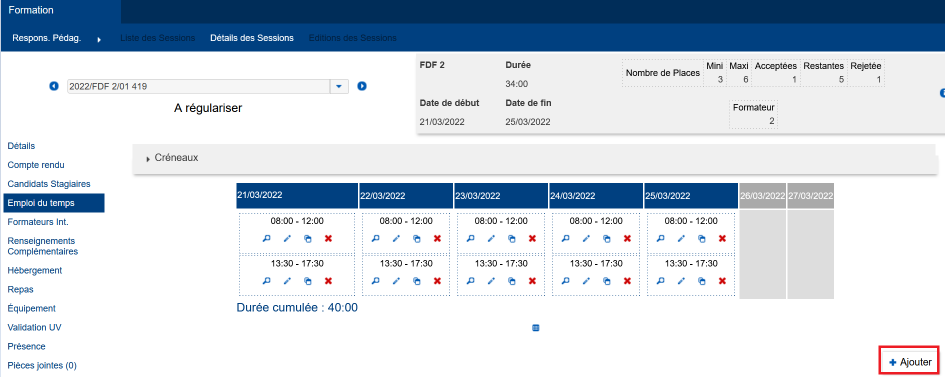 Formation
Respons. Pédag. Liste des Sessions Détails des Sessions Editions des Sessions
2022/FDF 2/01 419
A régulariser
FDF 2 Durée
34:00
Date de début Date de fin
21/03/2022 25/03/2022
Nombre de Places Mini Maxi Acceptées Restantes Rejetée
3 6 1 5 1
Formateur
2
Détails
Compte rendu
Candidats Stagiaires
Emploi du temps
Formateurs Int.
Renseignements
Complémentaires
Hébergement
Repas
Équipement
Validation UV
Présence
Pièces jointes (0)
Créneaux
21/03/2022 22/03/2022 23/03/2022 24/03/2022 25/03/2022 26/03/2022 27/03/2022
08:00 - 12:00 08:00 - 12:00 08:00 - 12:00 08:00 - 12:00 08:00 - 12:00
13:30 - 17:30 13:30 - 17:30 13:30 - 17:30 13:30 - 17:30 13:30 - 17:30
Durée cumulée : 40:00
Ajouter